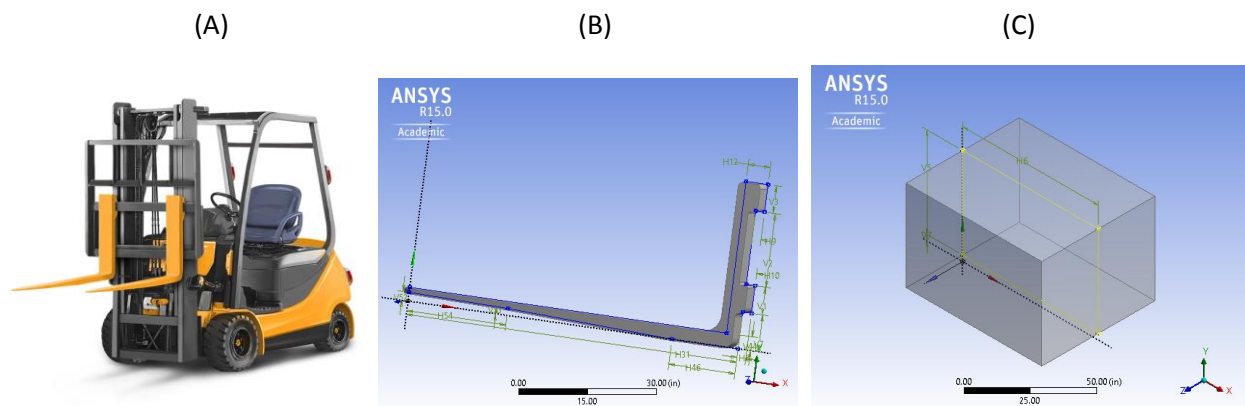 (A)
(B)
(C)
ANSYS
R15.0
Academic
H12
V3
H9
V2
H10
H54
H31
H46
0.00
30.00 (in)
15.00
Z
X
ANSYS
R15.0
Academic
V5
H6
0.00
50.00 (in)
25.00
Y
Z
X